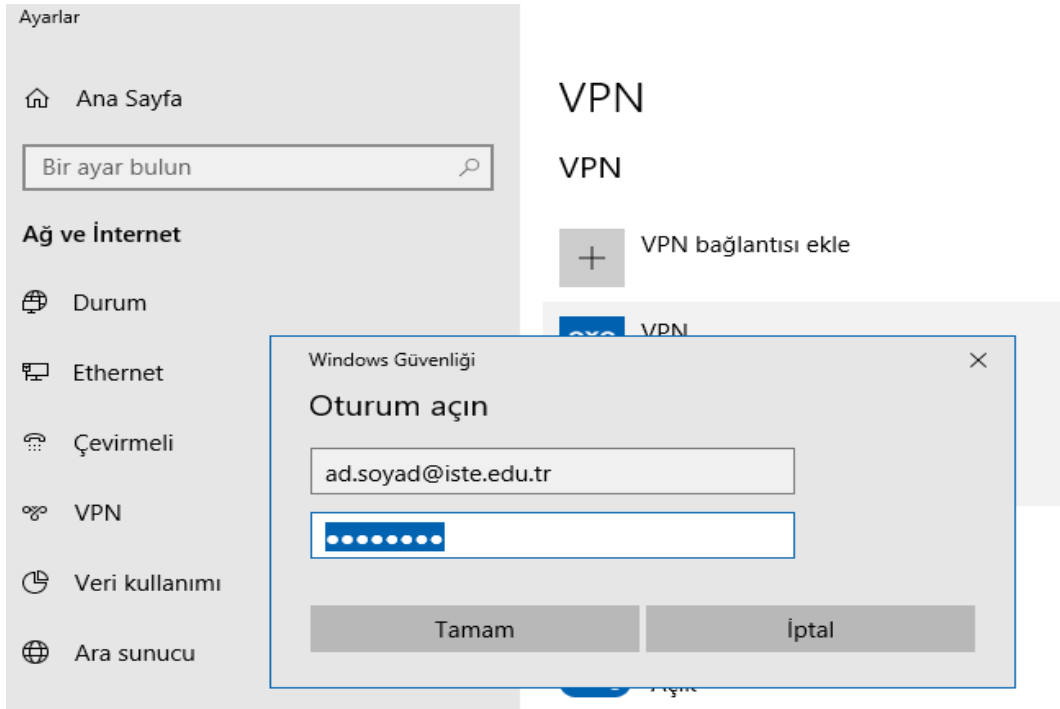 Ayarlar
Ana Sayfa
Bir ayar bulun
Ağ ve İnternet
Durum
Ethernet
Çevirmeli
VPN
Veri kullanımı
Ara sunucu
VPN
VPN
VPN bağlantısı ekle
VPN
Windows Güvenliği
Oturum açın
ad.soyad@iste.edu.tr
Tamam
İptal
Açık